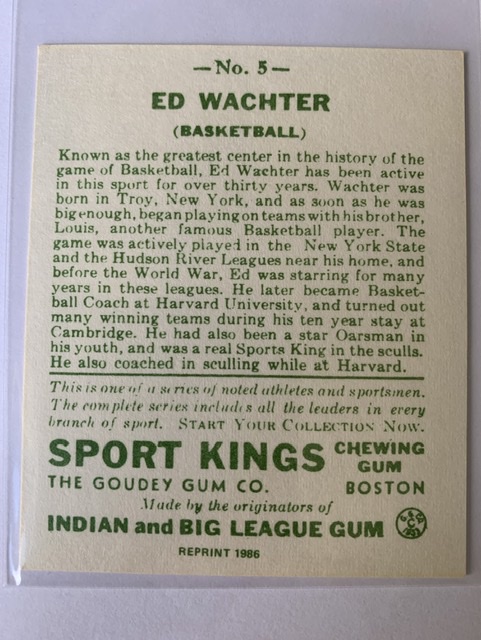 —No. 5—
ED WACHTER
(BASKETBALL)
Known as the greatest center in the history of the
game of Basketball, Ed Wachter has been active
in this sport for over thirty years. Wachter was
born in Troy, New York, and as soon as he was
big enough, began playing on teams with his brother,
Louis, another famous Basketball player. The
game was actively played in the New York State
and the Hudson River Leagues near his home, and
before the World War, Ed was starring for many
years in these leagues. He later became Basket-
ball Coach at Harvard University, and turned out
many winning teams during his ten year stay at
Cambridge. He had also been a star Oarsman in
his youth, and was a real Sports King in the sculls.
He also coached in sculling while at Harvard.
This is one of a series of noted athletes and sportsmen.
The complete series includes all the leaders in every
branch of sport. START YOUR COLLECTION NOW.
SPORT KINGS CHEWING GUM
THE GOUDEY GUM CO. BOSTON
Made by the originators of
INDIAN and BIG LEAGUE GUM
REPRINT 1986